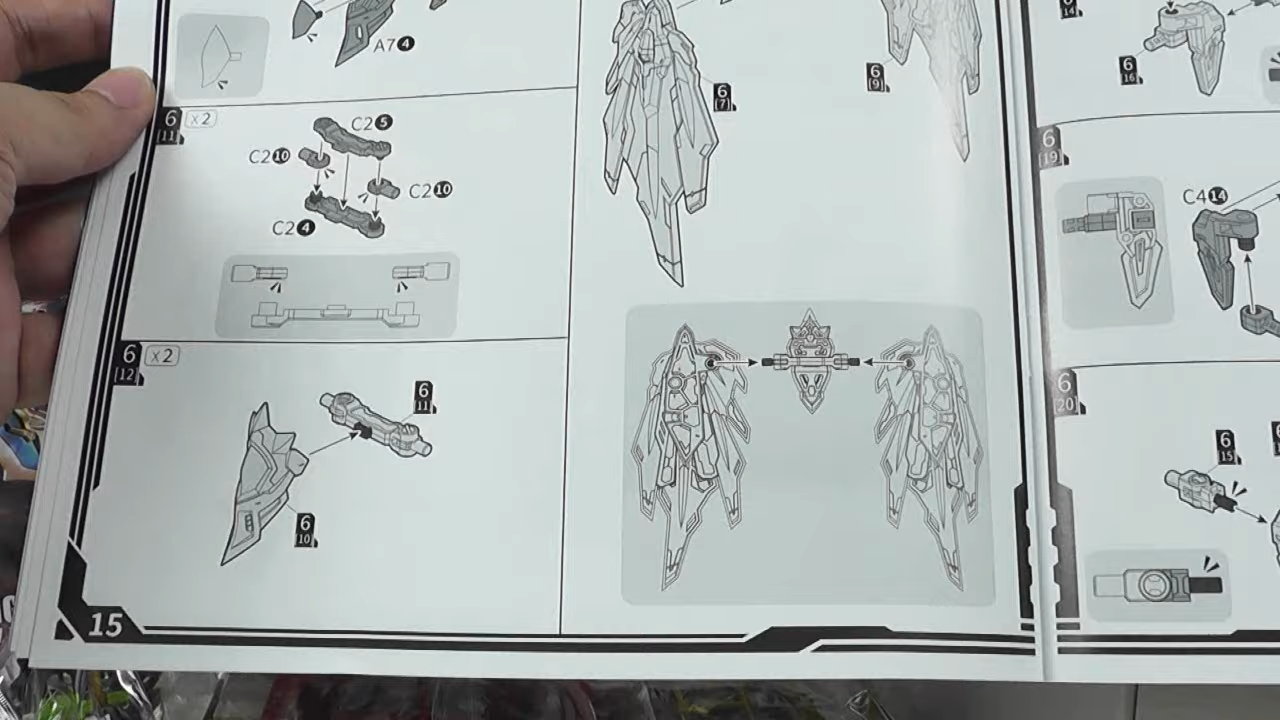 A7❹
6
[11]
X2
C2❺
C2❿
C2❿
C2❹
6
[12]
X2
6
[11]
6
[10]
15
6
[7]
6
[9]
14
6
[16]
6
[19]
C4⓮
6
[20]
6
[15]